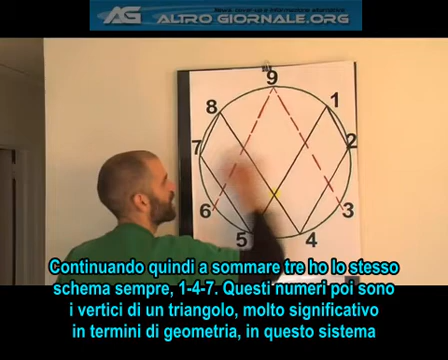 AG ALTRO GIORNALE.ORG
9
8 1
7 2
6 3
5 4
Continuando quindi a sommare tre ho lo stesso
schema sempre, 1-4-7. Questi numeri poi sono
i vertici di un triangolo, molto significativo
in termini di geometria, in questo sistema